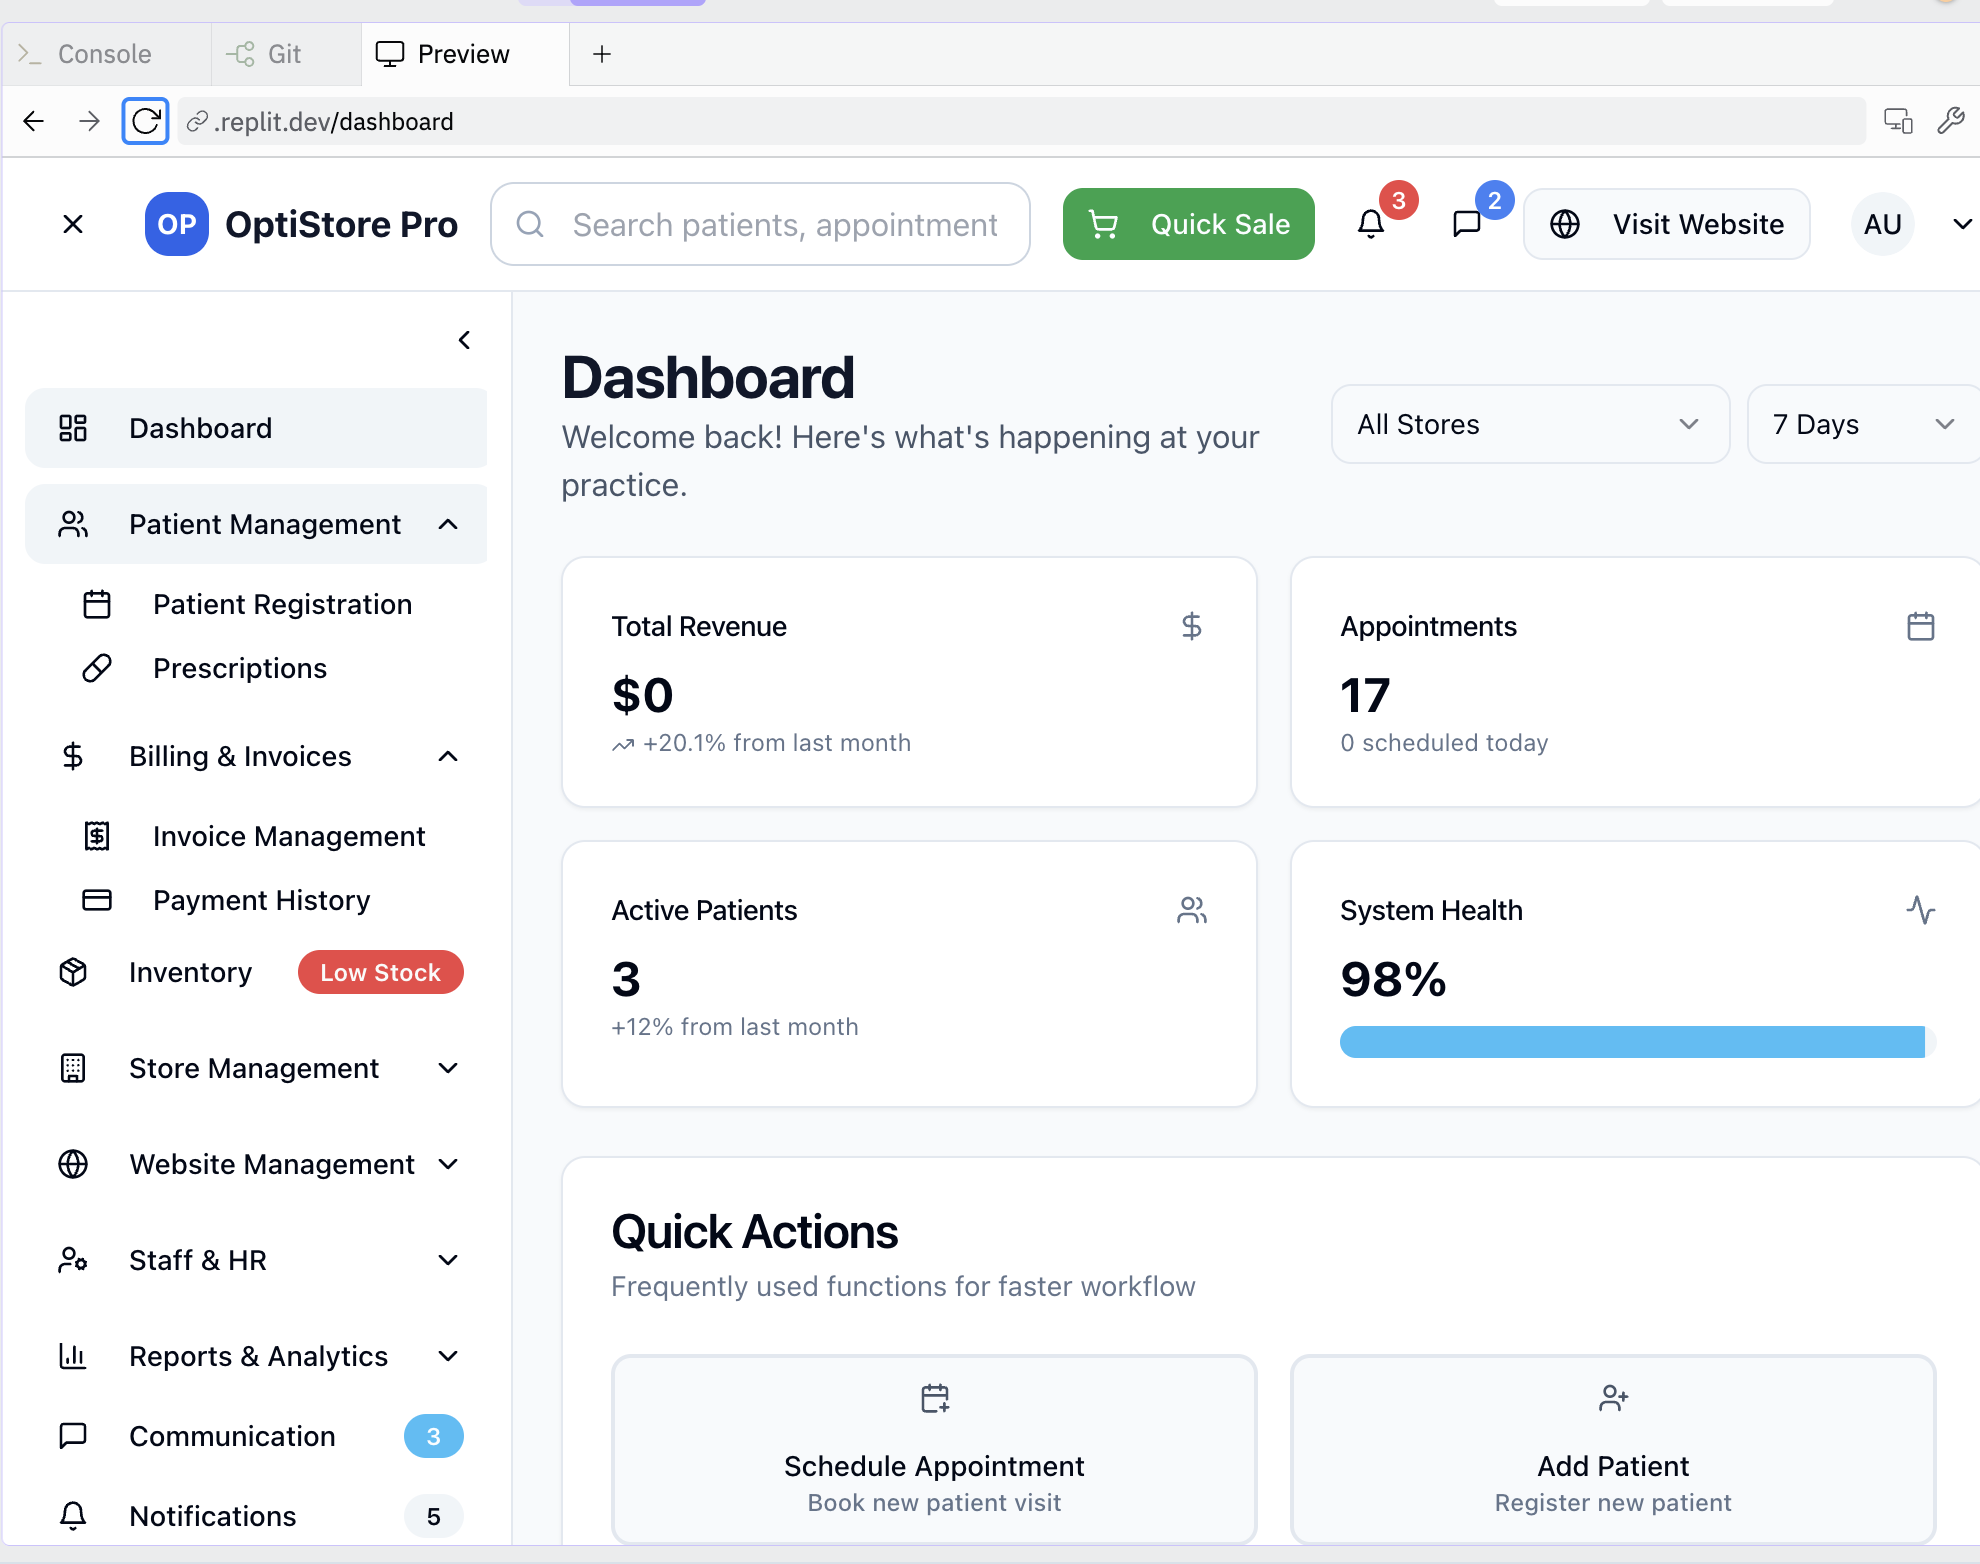 Console
Git
Preview
.replit.dev/dashboard
OP
OptiStore Pro
Search patients, appointment
Quick Sale
3
2
Visit Website
AU
Dashboard
Patient Management
Patient Registration
Prescriptions
Billing & Invoices
Invoice Management
Payment History
Inventory
Low Stock
Store Management
Website Management
Staff & HR
Reports & Analytics
Communication
3
Notifications
5
Dashboard
Welcome back! Here's what's happening at your
practice.
All Stores
7 Days
Total Revenue
$0
+20.1% from last month
Appointments
17
0 scheduled today
Active Patients
3
+12% from last month
System Health
98%
Quick Actions
Frequently used functions for faster workflow
Schedule Appointment
Book new patient visit
Add Patient
Register new patient